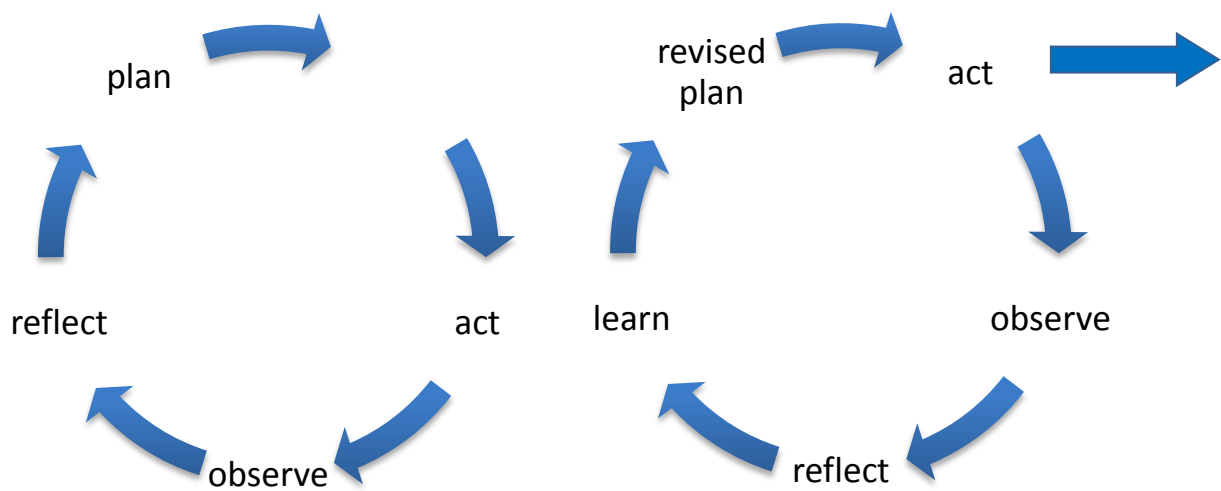 plan
act
observe
reflect
revised
plan
act
observe
reflect
learn